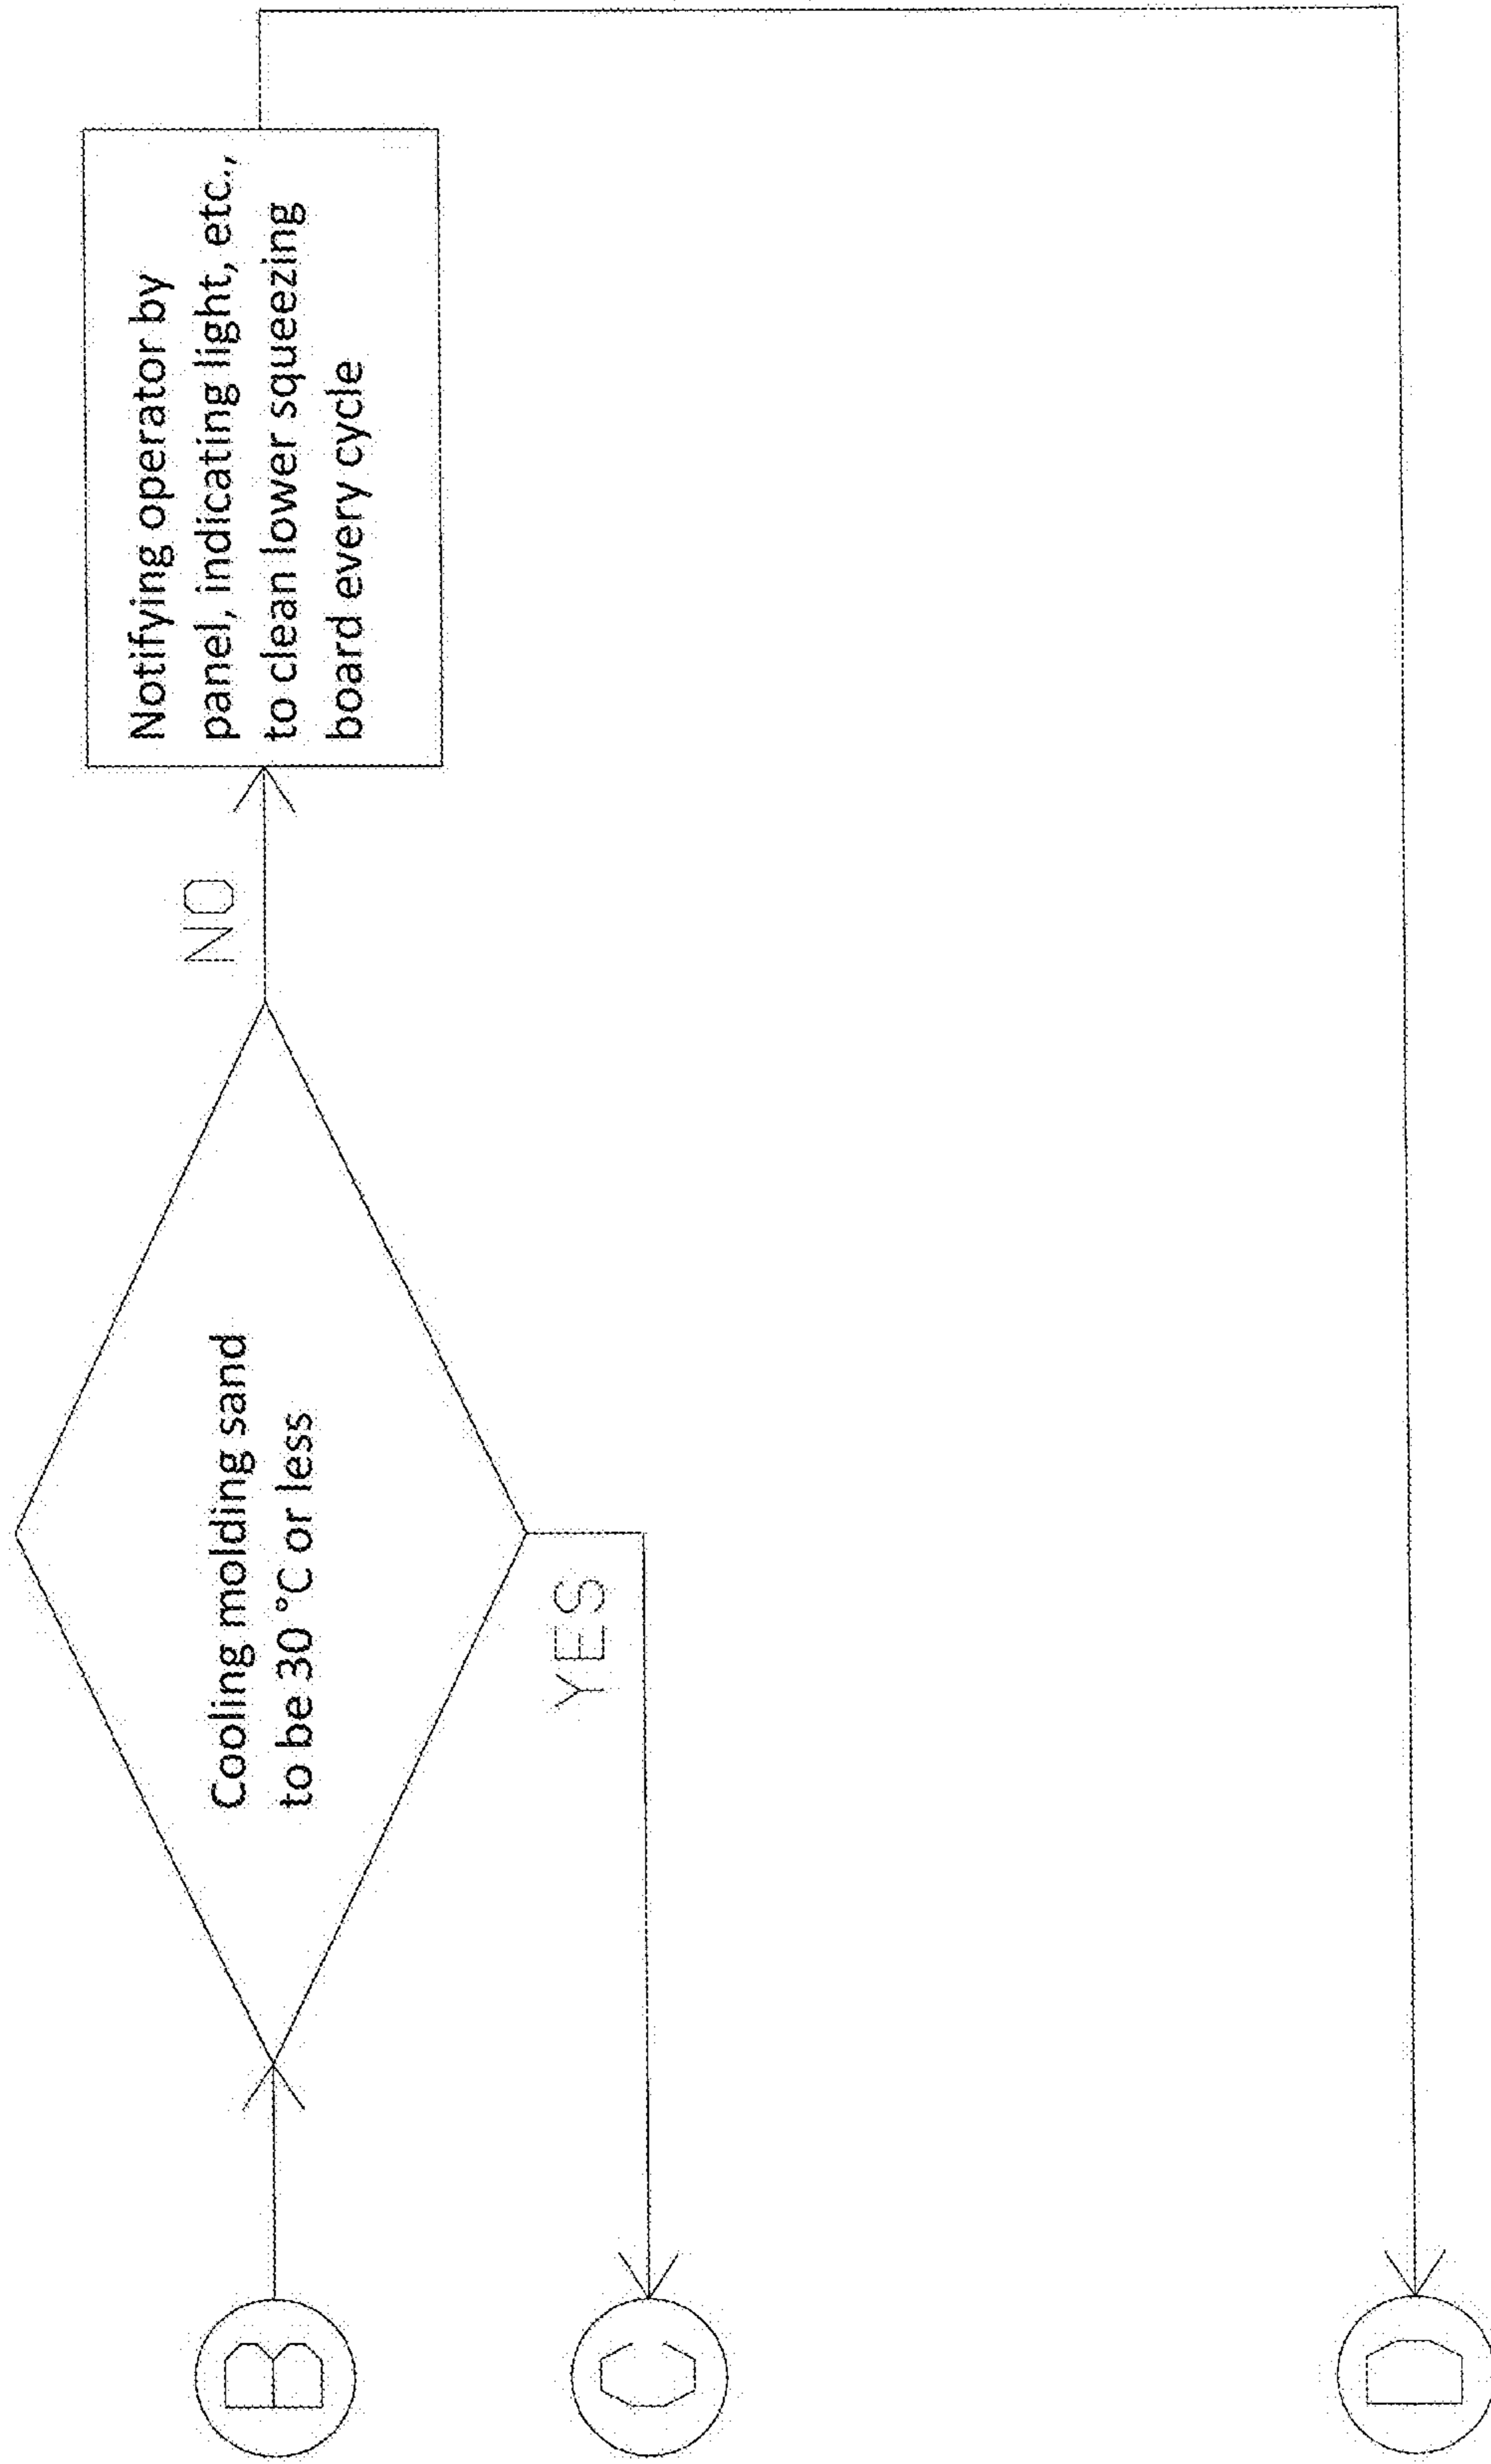 B
Cooling molding sand
to be 30 °C or less
NO
Notifying operator by
panel, indicating light, etc.,
to clean lower squeezing
board every cycle
YES
C
D